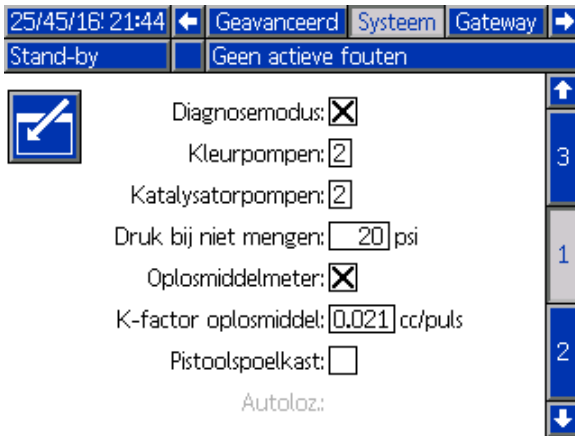 25/45/16' 21:44 Geavanceerd Systeem Gateway
Stand-by Geen actieve fouten
Diagnosemodus:
Kleurpompen: 2
3
Katalysatorpompen: 2
Druk bij niet mengen: 20 psi
1
Oplosmiddelmeter:
K-factor oplosmiddel: 0.021 cc/puls
Pistoolspoelkast:
2
Autoloz.: